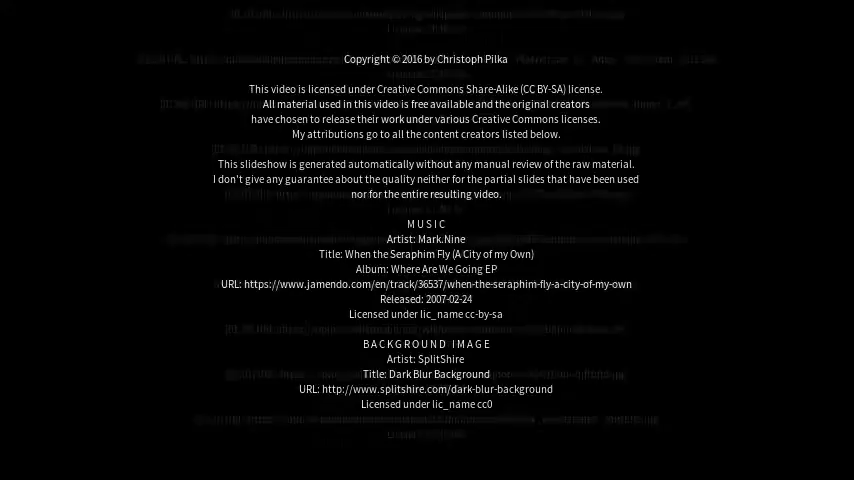 Copyright © 2016 by Christoph Pilka
This video is licensed under Creative Commons Share-Alike (CC BY-SA) license.
All material used in this video is free available and the original creators
have chosen to release their work under various Creative Commons licenses.
My attributions go to all the content creators listed below.
This slideshow is generated automatically without any manual review of the raw material.
I don't give any guarantee about the quality neither for the partial slides that have been used
nor for the entire resulting video.
M U S I C
Artist: Mark.Nine
Title: When the Seraphim Fly (A City of my Own)
Album: Where Are We Going EP
URL: https://www.jamendo.com/en/track/36537/when-the-seraphim-fly-a-city-of-my-own
Released: 2007-02-24
Licensed under lic_name cc-by-sa
B A C K G R O U N D  I M A G E
Artist: SplitShire
Title: Dark Blur Background
URL: http://www.splitshire.com/dark-blur-background
Licensed under lic_name cc0